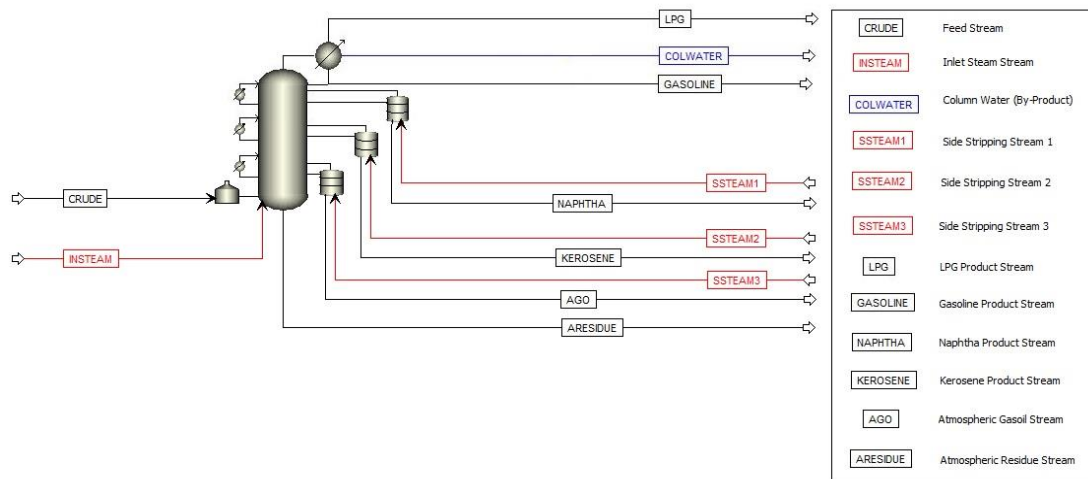 LPG
COLWATER
GASOLINE
SSTEAM1
CRUDE
NAPHTHA
SSTEAM2
INSTEAM
KEROSENE
SSTEAM3
AGO
ARESIDUE
CRUDE Feed Stream
INSTEAM Inlet Steam Stream
COLWATER Column Water (By-Product)
SSTEAM1 Side Stripping Stream 1
SSTEAM2 Side Stripping Stream 2
SSTEAM3 Side Stripping Stream 3
LPG LPG Product Stream
GASOLINE Gasoline Product Stream
NAPHTHA Naphtha Product Stream
KEROSENE Kerosene Product Stream
AGO Atmospheric Gasoil Stream
ARESIDUE Atmospheric Residue Stream